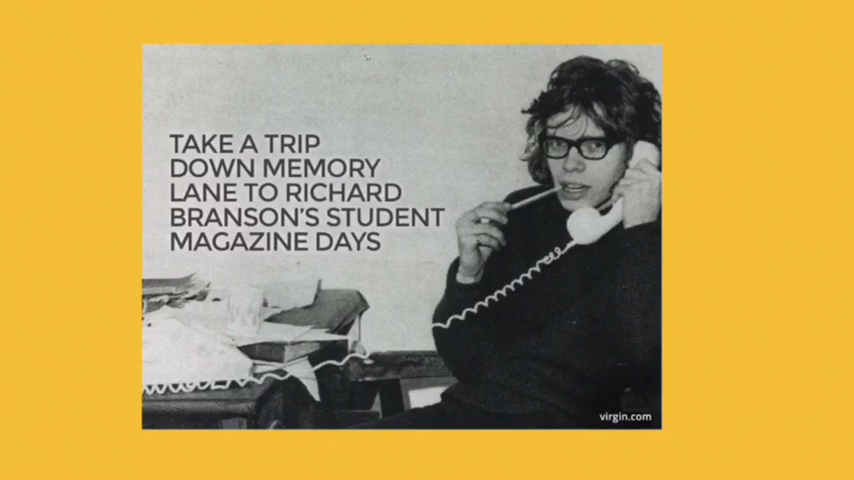 TAKE A TRIP
DOWN MEMORY
LANE TO RICHARD
BRANSON'S STUDENT
MAGAZINE DAYS
virgin.com